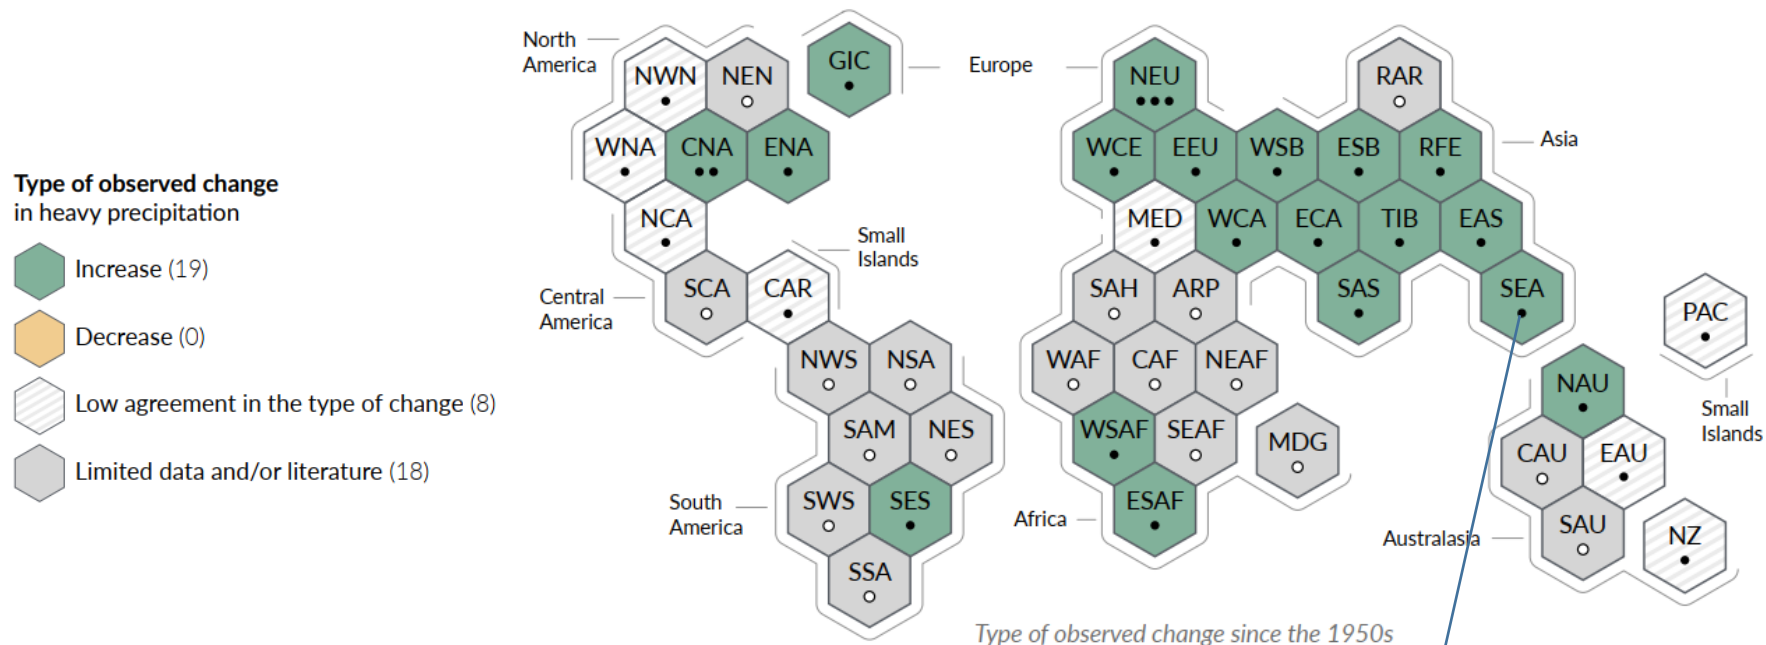 Type of observed change
in heavy precipitation
Increase (19)
Decrease (0)
Low agreement in the type of change (8)
Limited data and/or literature (18)
North
America
NWN
NEN
GIC
WNA
CNA
ENA
NCA
Small
Islands
Central
America
SCA
CAR
NWS
NSA
SAM
NES
South
America
SWS
SES
SSA
Europe
NEU
RAR
Asia
WCE
EEU
WSB
ESB
RFE
MED
WCA
ECA
TIB
EAS
SAH
ARP
SAS
SEA
WAF
CAF
NEAF
WSAF
SEAF
MDG
Africa
ESAF
PAC
Small
Islands
NAU
CAU
EAU
Australasia
SAU
NZ
Type of observed change since the 1950s